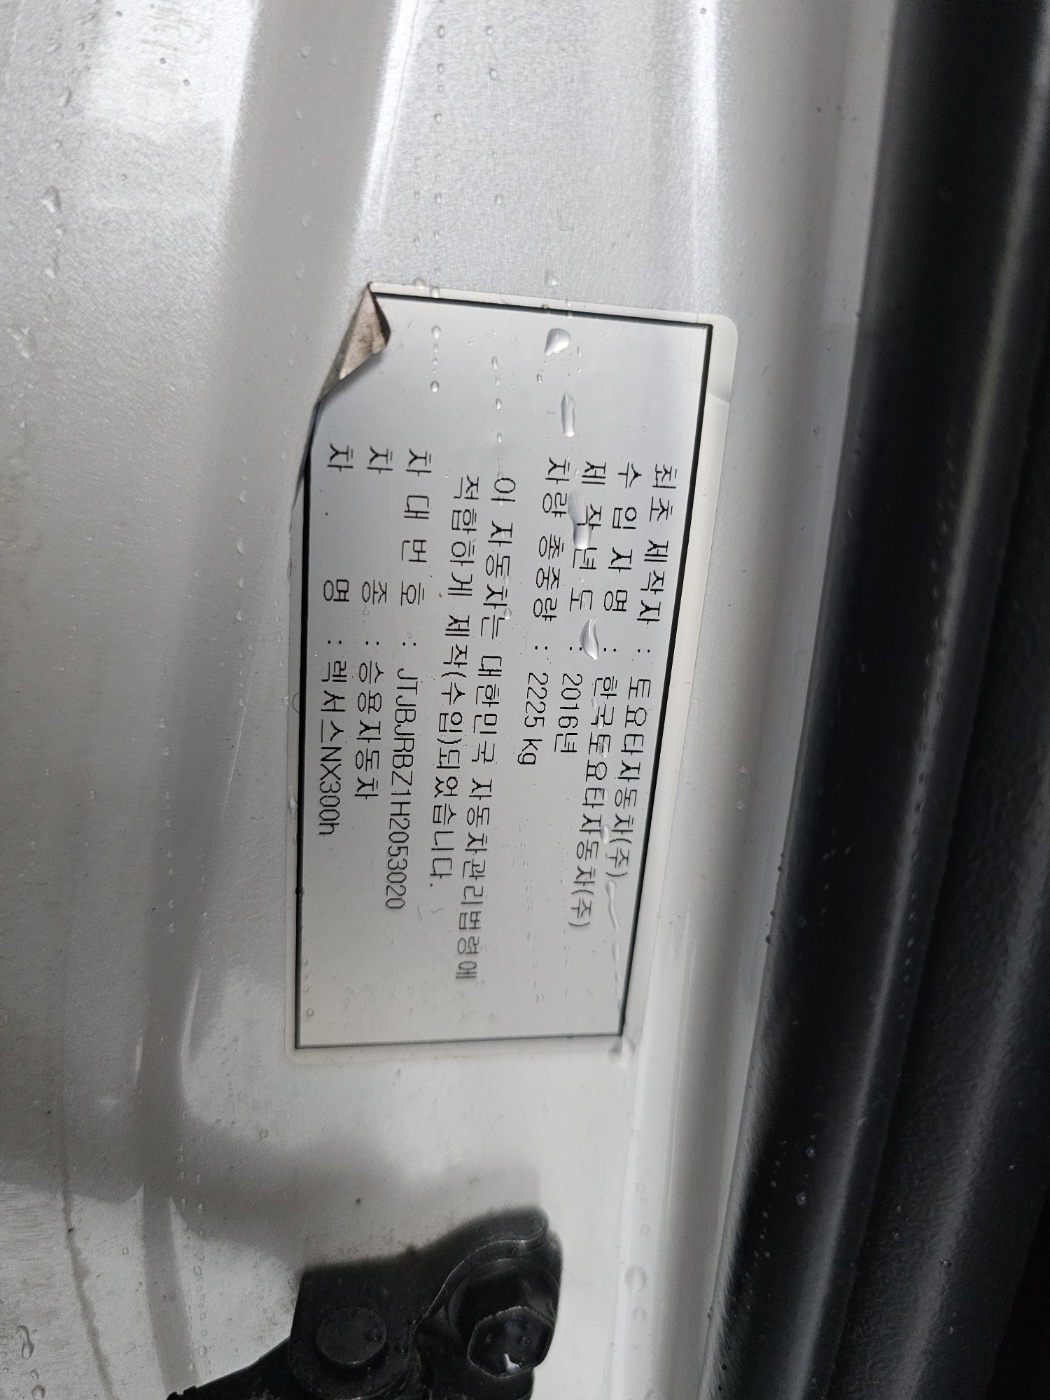 최초 제작자 : 토요타자동차(주)
수 입 자 명 : 한국토요타자동차(주)
제 작 년 도 : 2016년
차량 총중량 : 2225 kg
이 자동차는 대한민국 자동차관리법령에
적합하게 제작(수입)되었습니다.
차 대 번 호 : JTJBJRBZ1H2053020
차 종 : 승용자동차
차 명 : 렉서스NX300h